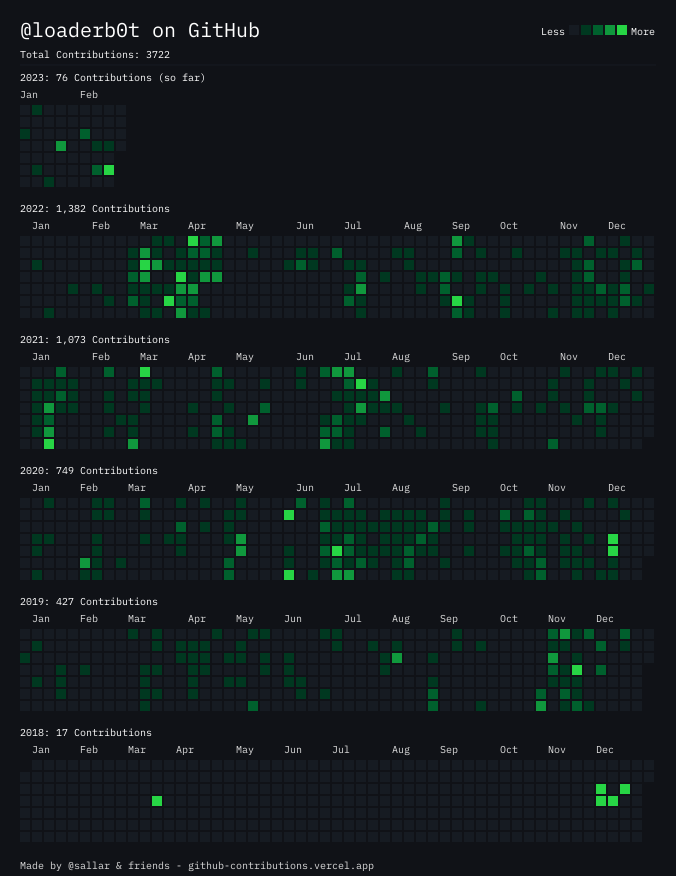 @loaderb0t on GitHub
Less More
Total Contributions: 3722
2023: 76 Contributions (so far)
Jan Feb
2022: 1,382 Contributions
Jan Feb Mar Apr May Jun Jul Aug Sep Oct Nov Dec
2021: 1,073 Contributions
Jan Feb Mar Apr May Jun Jul Aug Sep Oct Nov Dec
2020: 749 Contributions
Jan Feb Mar Apr May Jun Jul Aug Sep Oct Nov Dec
2019: 427 Contributions
Jan Feb Mar Apr May Jun Jul Aug Sep Oct Nov Dec
2018: 17 Contributions
Jan Feb Mar Apr May Jun Jul Aug Sep Oct Nov Dec
Made by @sallar & friends - github-contributions.vercel.app